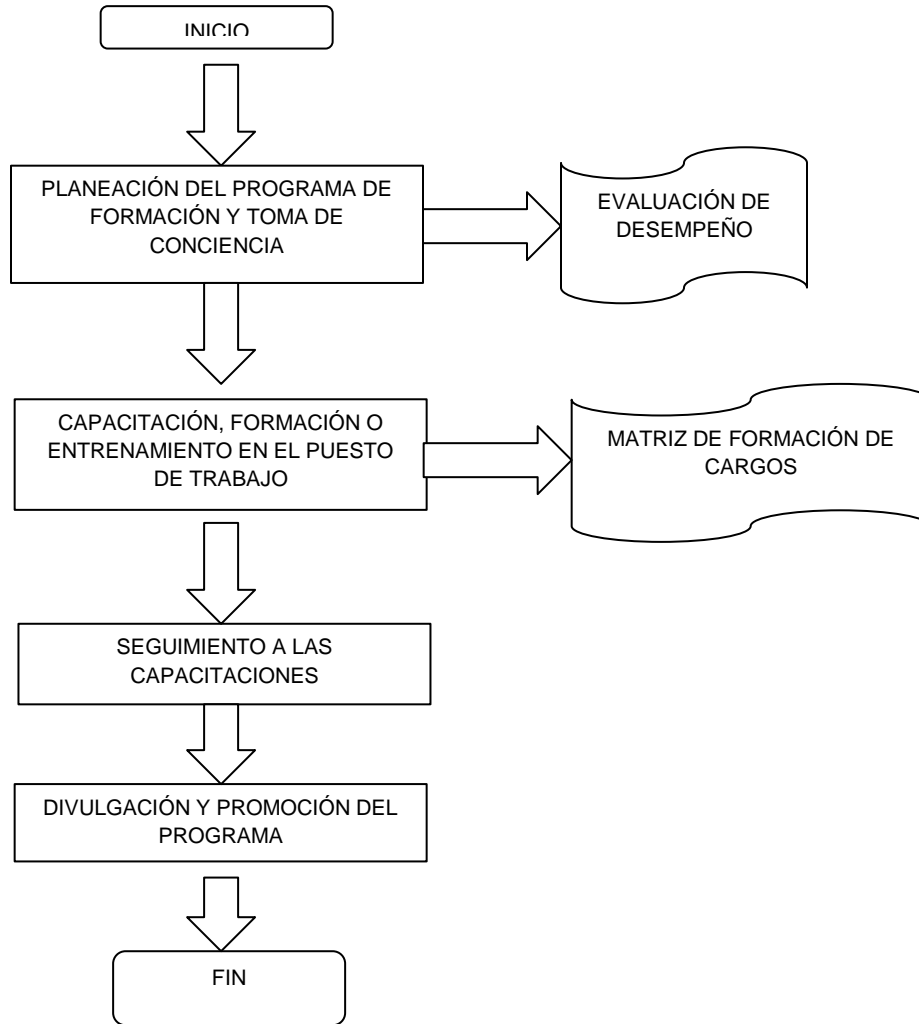 INICIO
PLANEACIÓN DEL PROGRAMA DE
FORMACIÓN Y TOMA DE
CONCIENCIA
EVALUACIÓN DE
DESEMPEÑO
CAPACITACIÓN, FORMACIÓN O
ENTRENAMIENTO EN EL PUESTO
DE TRABAJO
MATRIZ DE FORMACIÓN DE
CARGOS
SEGUIMIENTO A LAS
CAPACITACIONES
DIVULGACIÓN Y PROMOCIÓN DEL
PROGRAMA
FIN